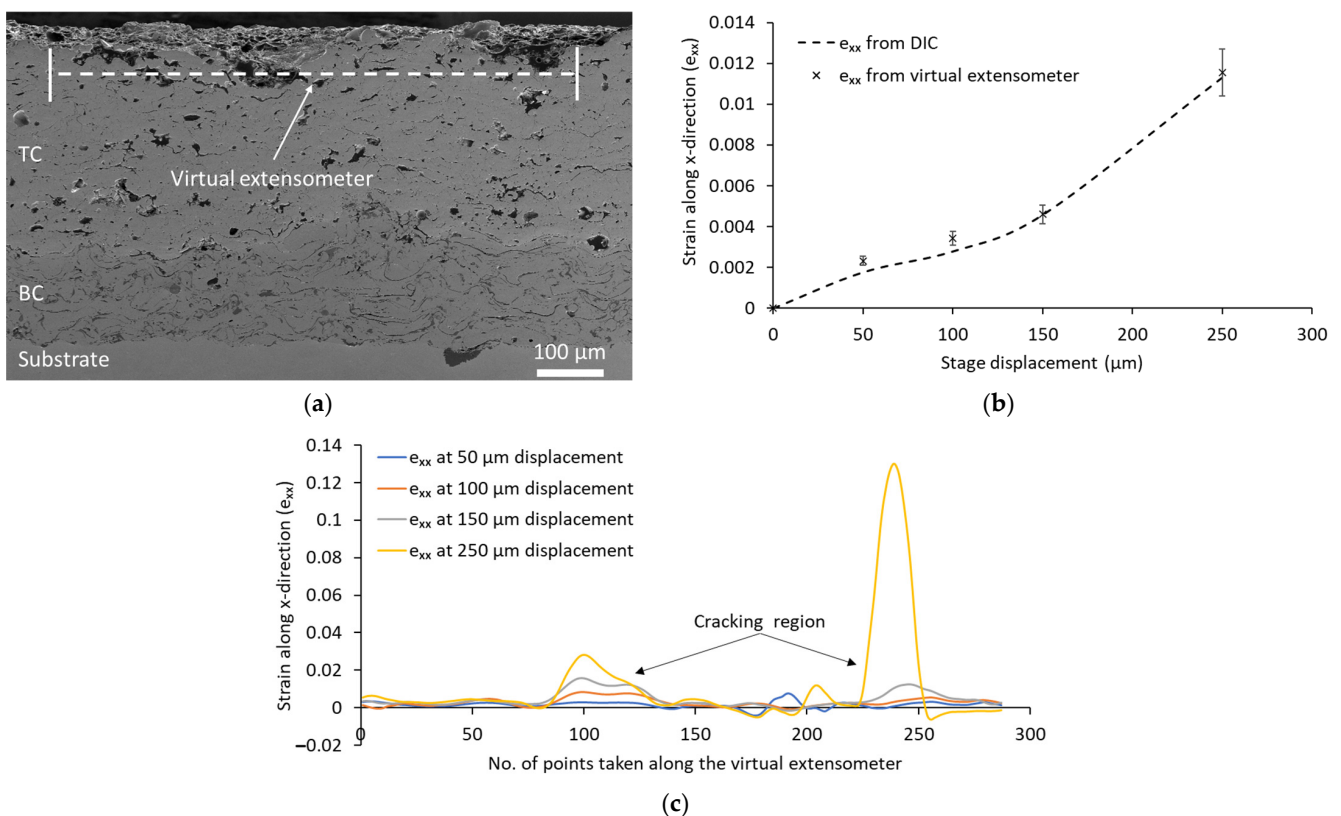 TC
Virtual extensometer
BC
Substrate
100 µm
(a)
0.014
0.012
0.01
0.008
0.006
0.004
0.002
0
Strain along x-direction (exx)
exx from DIC
exx from virtual extensometer
0 50 100 150 200 250 300
Stage displacement (µm)
(b)
0.14
0.12
0.1
0.08
0.06
0.04
0.02
0
−0.02
Strain along x-direction (exx)
exx at 50 µm displacement
exx at 100 µm displacement
exx at 150 µm displacement
exx at 250 µm displacement
Cracking region
0 50 100 150 200 250 300
No. of points taken along the virtual extensometer
(c)